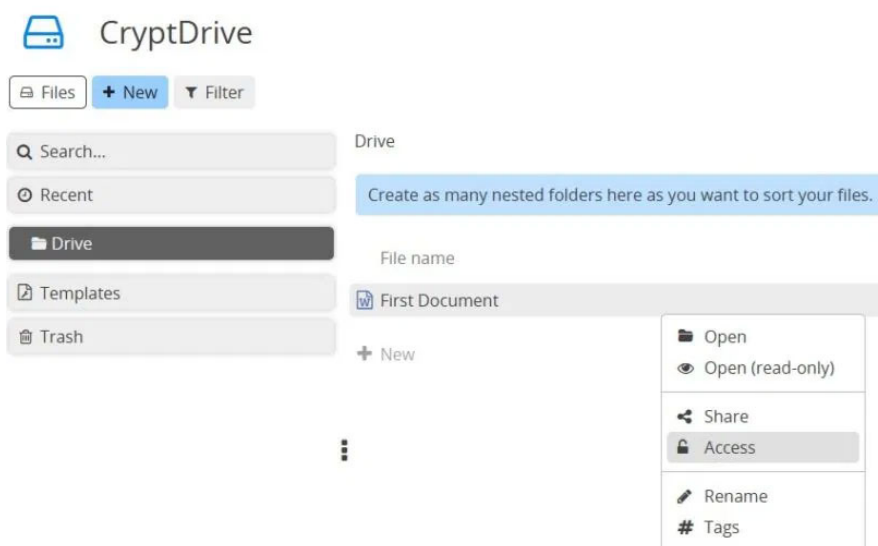 CryptDrive
Files
+ New
Filter
Search...
Recent
Drive
Templates
Trash
Drive
Create as many nested folders here as you want to sort your files.
File name
First Document
+ New
Open
Open (read-only)
Share
Access
Rename
# Tags